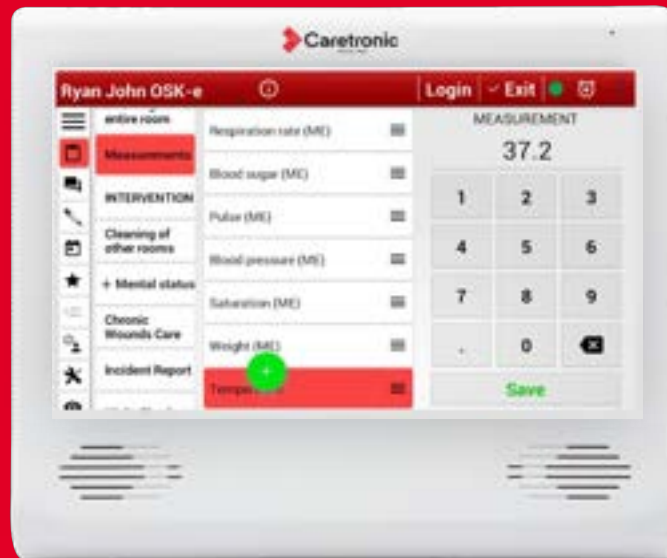 Caretronic
Ryan John OSK-e
Login
Exit
entire room
Measurements
INTERVENTION
Cleaning of
other rooms
+ Mental status
Chronic
Wounds Care
Incident Report
Respiration rate (ME)
Blood sugar (ME)
Pulse (ME)
Blood pressure (ME)
Saturation (ME)
Weight (ME)
+
MEASUREMENT
37.2
1 2 3
4 5 6
7 8 9
. 0
Save